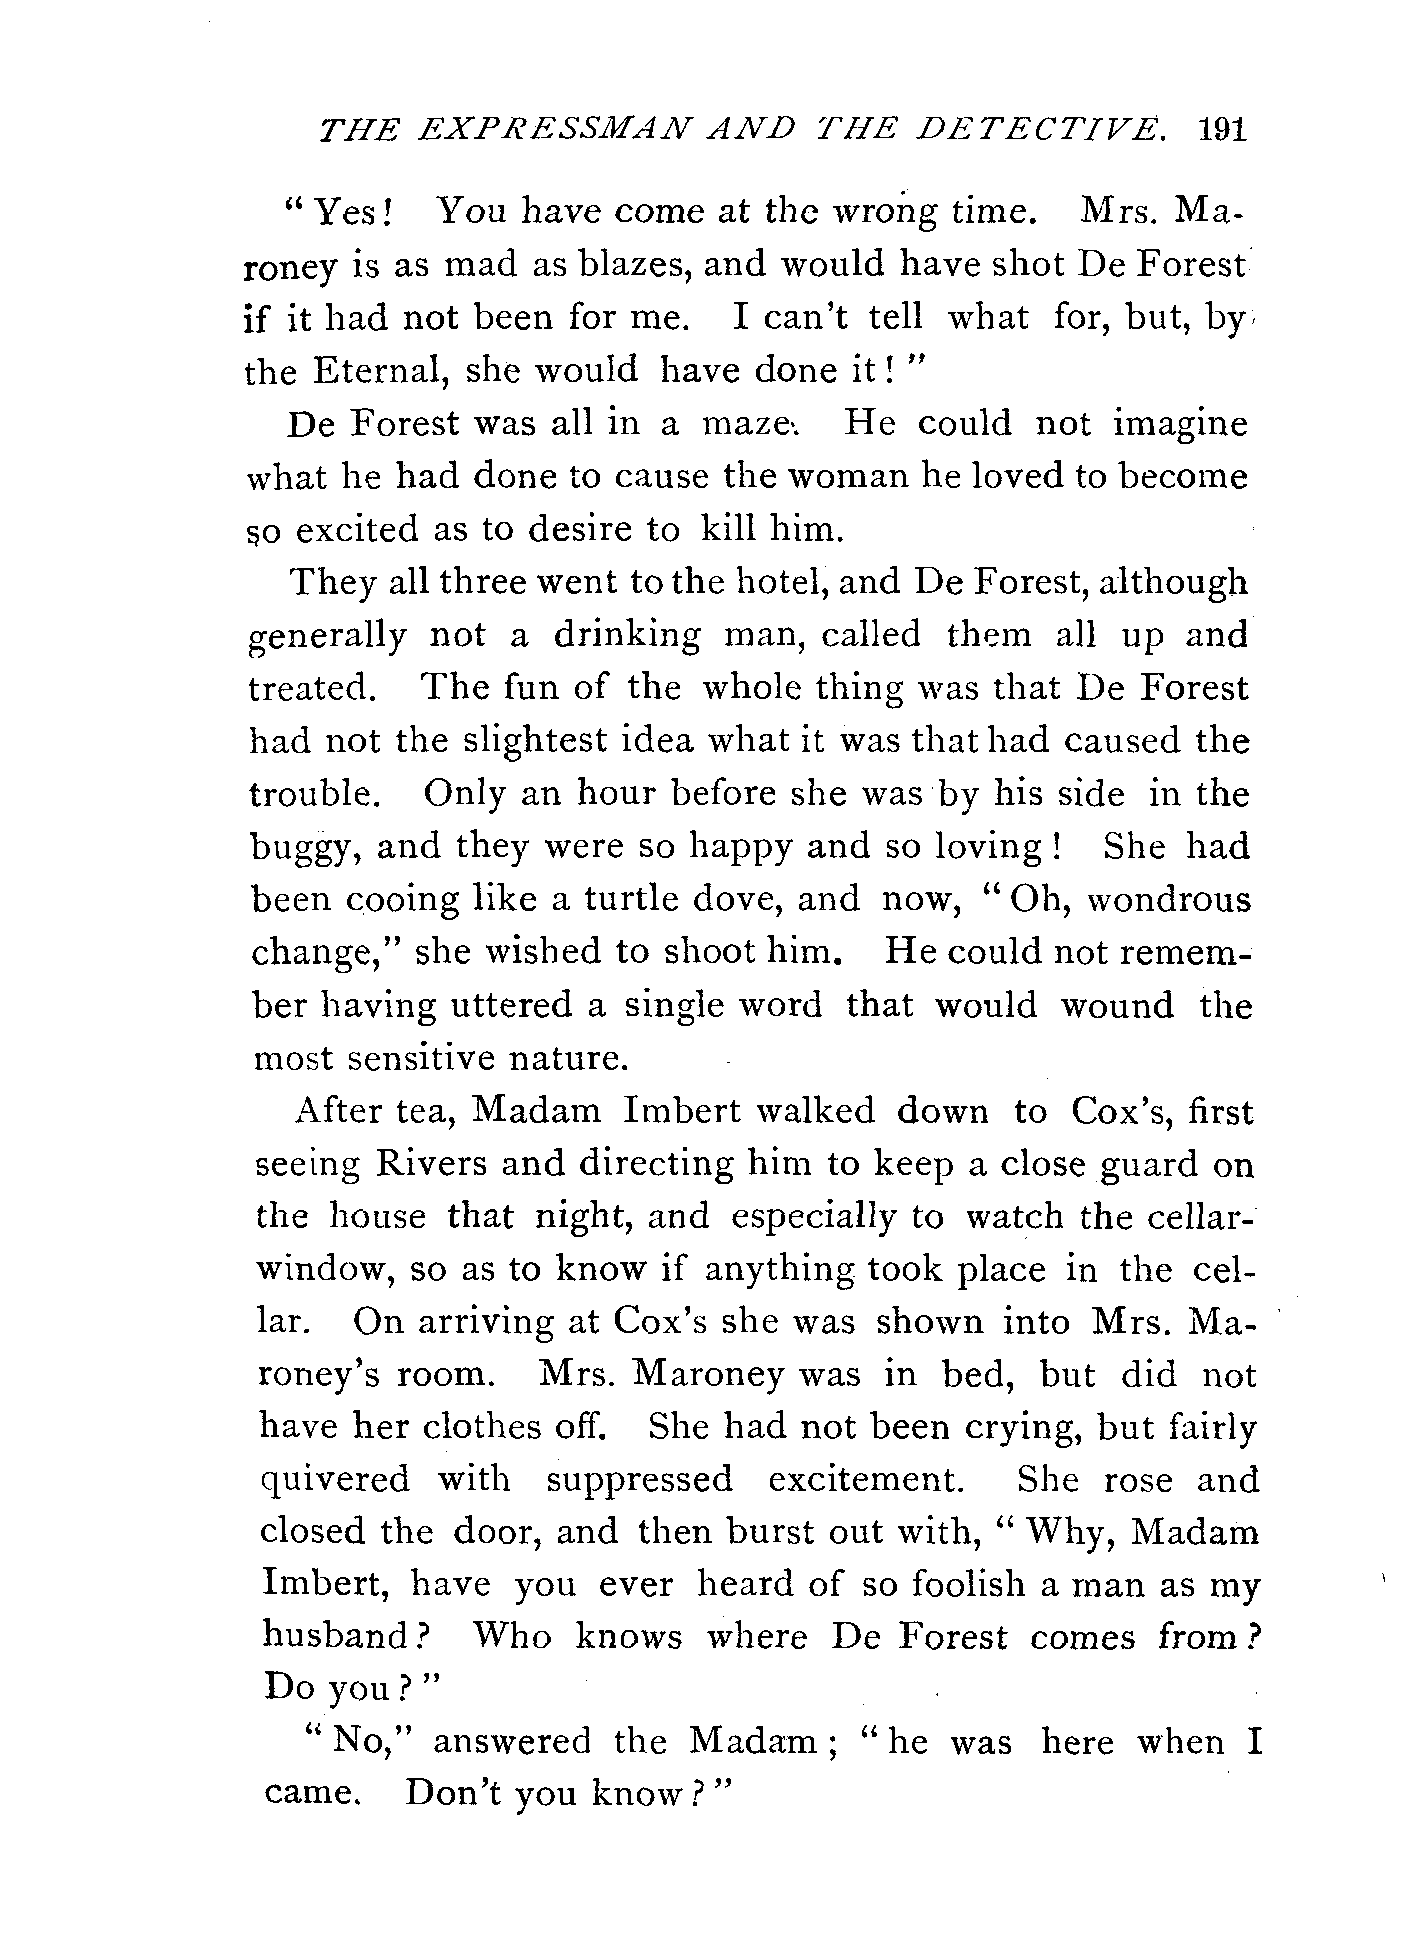 THE EXPRESSMAN AND THE DETECTIVE. 191
“Yes! You have come at the wrong time. Mrs. Ma-
roney is as mad as blazes, and would have shot De Forest
if it had not been for me. I can't tell what for, but, by
the Eternal, she would have done it!”
De Forest was all in a maze. He could not imagine
what he had done to cause the woman he loved to become
so excited as to desire to kill him.
They all three went to the hotel, and De Forest, although
generally not a drinking man, called them all up and
treated. The fun of the whole thing was that De Forest
had not the slightest idea what it was that had caused the
trouble. Only an hour before she was by his side in the
buggy, and they were so happy and so loving! She had
been cooing like a turtle dove, and now, “Oh, wondrous
change,” she wished to shoot him. He could not remem-
ber having uttered a single word that would wound the
most sensitive nature.
After tea, Madam Imbert walked down to Cox's, first
seeing Rivers and directing him to keep a close guard on
the house that night, and especially to watch the cellar-
window, so as to know if anything took place in the cel-
lar. On arriving at Cox's she was shown into Mrs. Ma-
roney's room. Mrs. Maroney was in bed, but did not
have her clothes off. She had not been crying, but fairly
quivered with suppressed excitement. She rose and
closed the door, and then burst out with, “Why, Madam
Imbert, have you ever heard of so foolish a man as my
husband? Who knows where De Forest comes from?
Do you?”
“No,” answered the Madam; “he was here when I
came. Don't you know?”